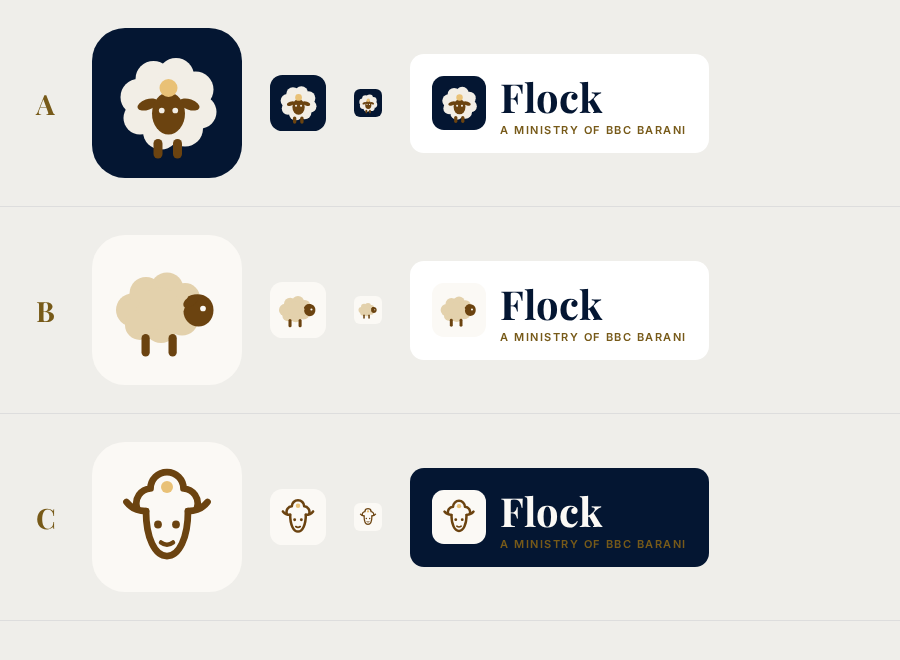 A
Flock
A MINISTRY OF BBC BARANI
B
Flock
A MINISTRY OF BBC BARANI
C
Flock
A MINISTRY OF BBC BARANI